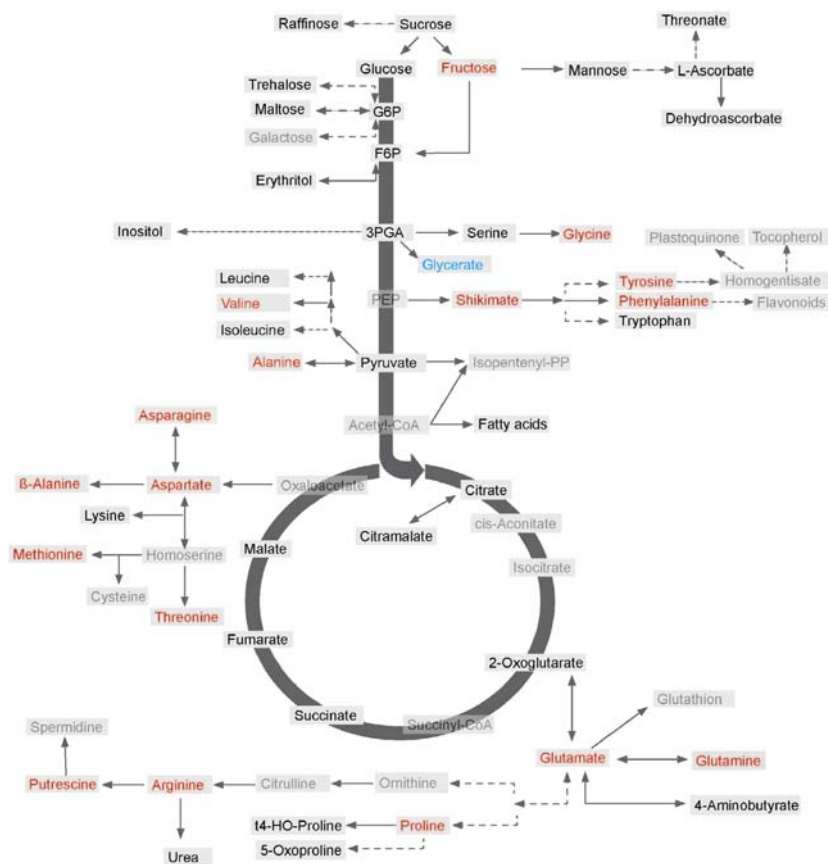 Raffinose
Sucrose
Threonate
Glucose
Fructose
Mannose
L-Ascorbate
Trehalose
Maltose
G6P
Dehydroascorbate
Galactose
F6P
Erythritol
Inositol
3PGA
Serine
Glycine
Plastoquinone
Tocopherol
Glycerate
Leucine
Tyrosine
Homogentisate
Valine
PEP
Shikimate
Phenylalanine
Flavonoids
Isoleucine
Tryptophan
Alanine
Pyruvate
Isopentenyl-PP
Asparagine
Acetyl-CoA
Fatty acids
ß-Alanine
Aspartate
Oxaloacetate
Citrate
Lysine
cis-Aconitate
Citramalate
Methionine
Homoserine
Malate
Isocitrate
Cysteine
Threonine
Fumarate
2-Oxoglutarate
Glutathion
Succinate
Succinyl-CoA
Spermidine
Glutamate
Glutamine
Putrescine
Arginine
Citrulline
Ornithine
4-Aminobutyrate
t4-HO-Proline
Proline
Urea
5-Oxoproline